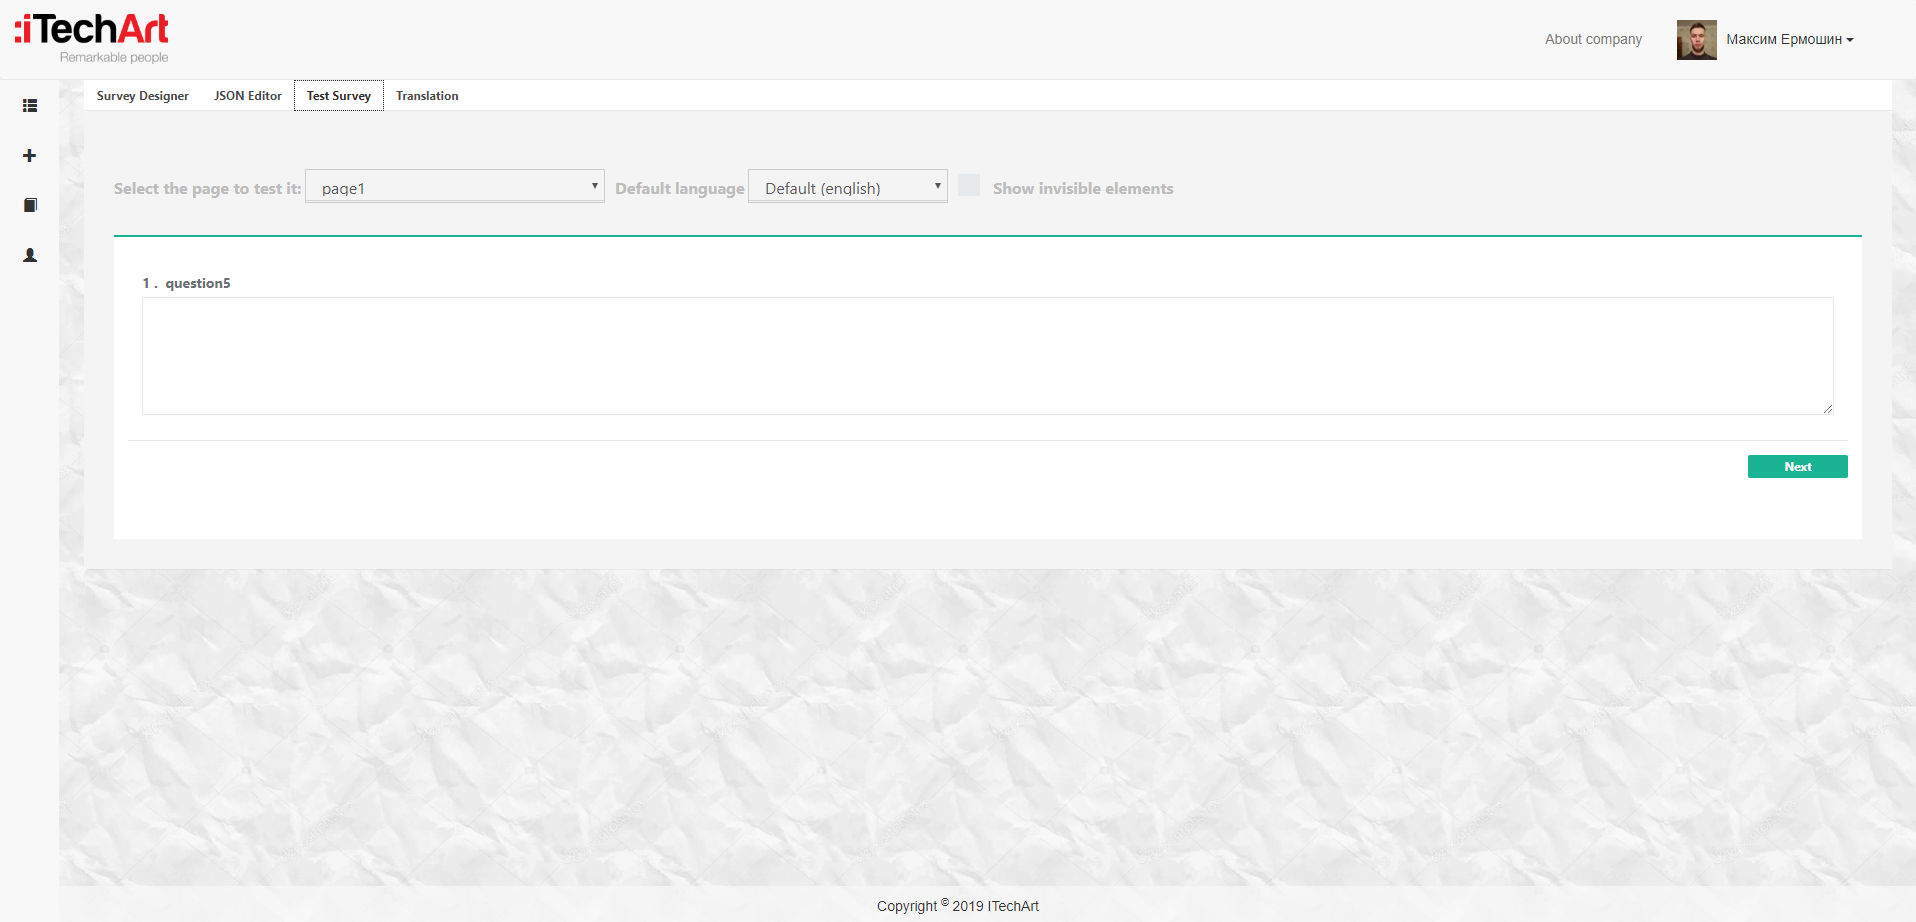 :iTechArt
Remarkable people
About company
Максим Ермошин
Survey Designer
JSON Editor
Test Survey
Translation
Select the page to test it:
page1
Default language
Default (english)
Show invisible elements
1 . question5
Next
Copyright © 2019 ITechArt